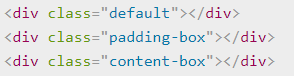 <div class="default"></div>
<div class="padding-box"></div>
<div class="content-box"></div>